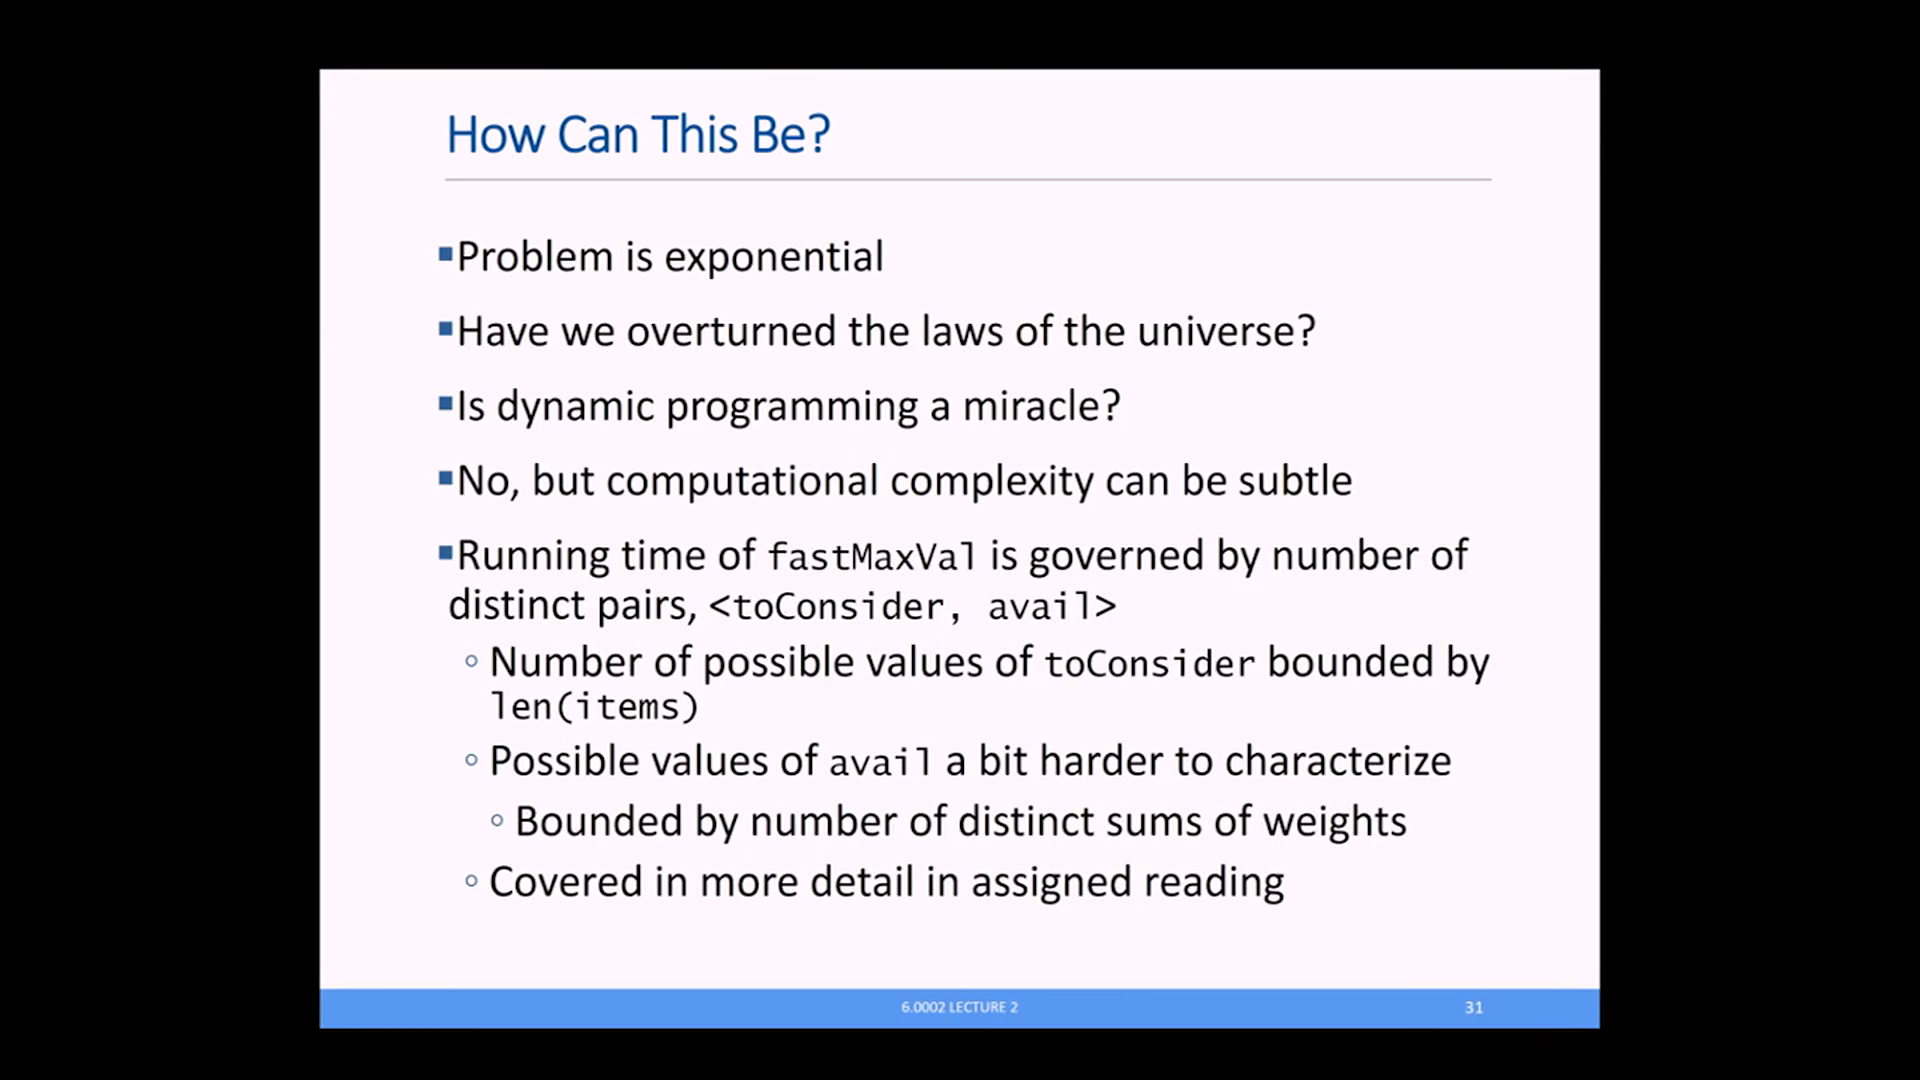 How Can This Be?
▪Problem is exponential
▪Have we overturned the laws of the universe?
▪Is dynamic programming a miracle?
▪No, but computational complexity can be subtle
▪Running time of fastMaxVal is governed by number of
distinct pairs, <toConsider, avail>
◦ Number of possible values of toConsider bounded by
len(items)
◦ Possible values of avail a bit harder to characterize
◦ Bounded by number of distinct sums of weights
◦ Covered in more detail in assigned reading
6.0002 LECTURE 2
31